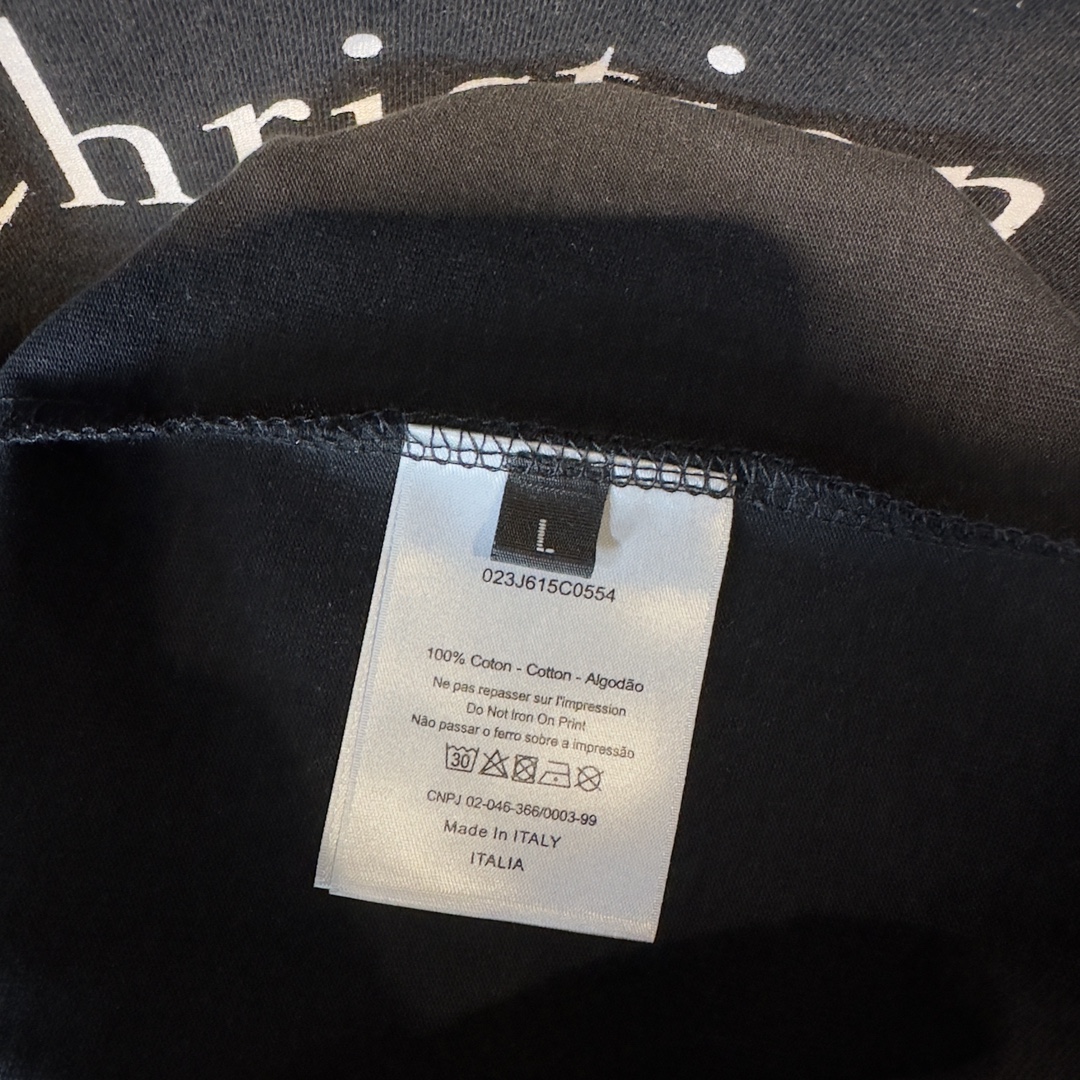 christian
L
023J615C0554
100% Coton - Cotton - Algodão
Ne pas repasser sur l'impression
Do Not Iron On Print
Não passar o ferro sobre a impressão
30
CNPJ 02-046-366/0003-99
Made In ITALY
ITALIA